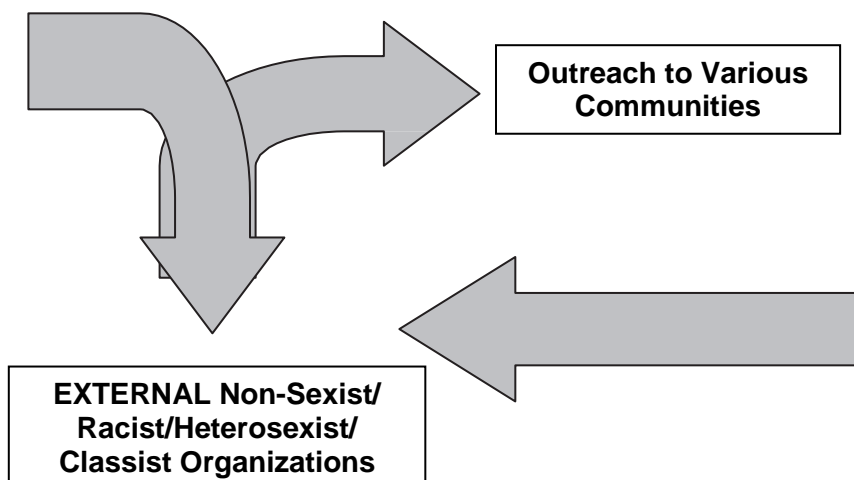 Outreach to Various
Communities
EXTERNAL Non-Sexist/
Racist/Heterosexist/
Classist Organizations